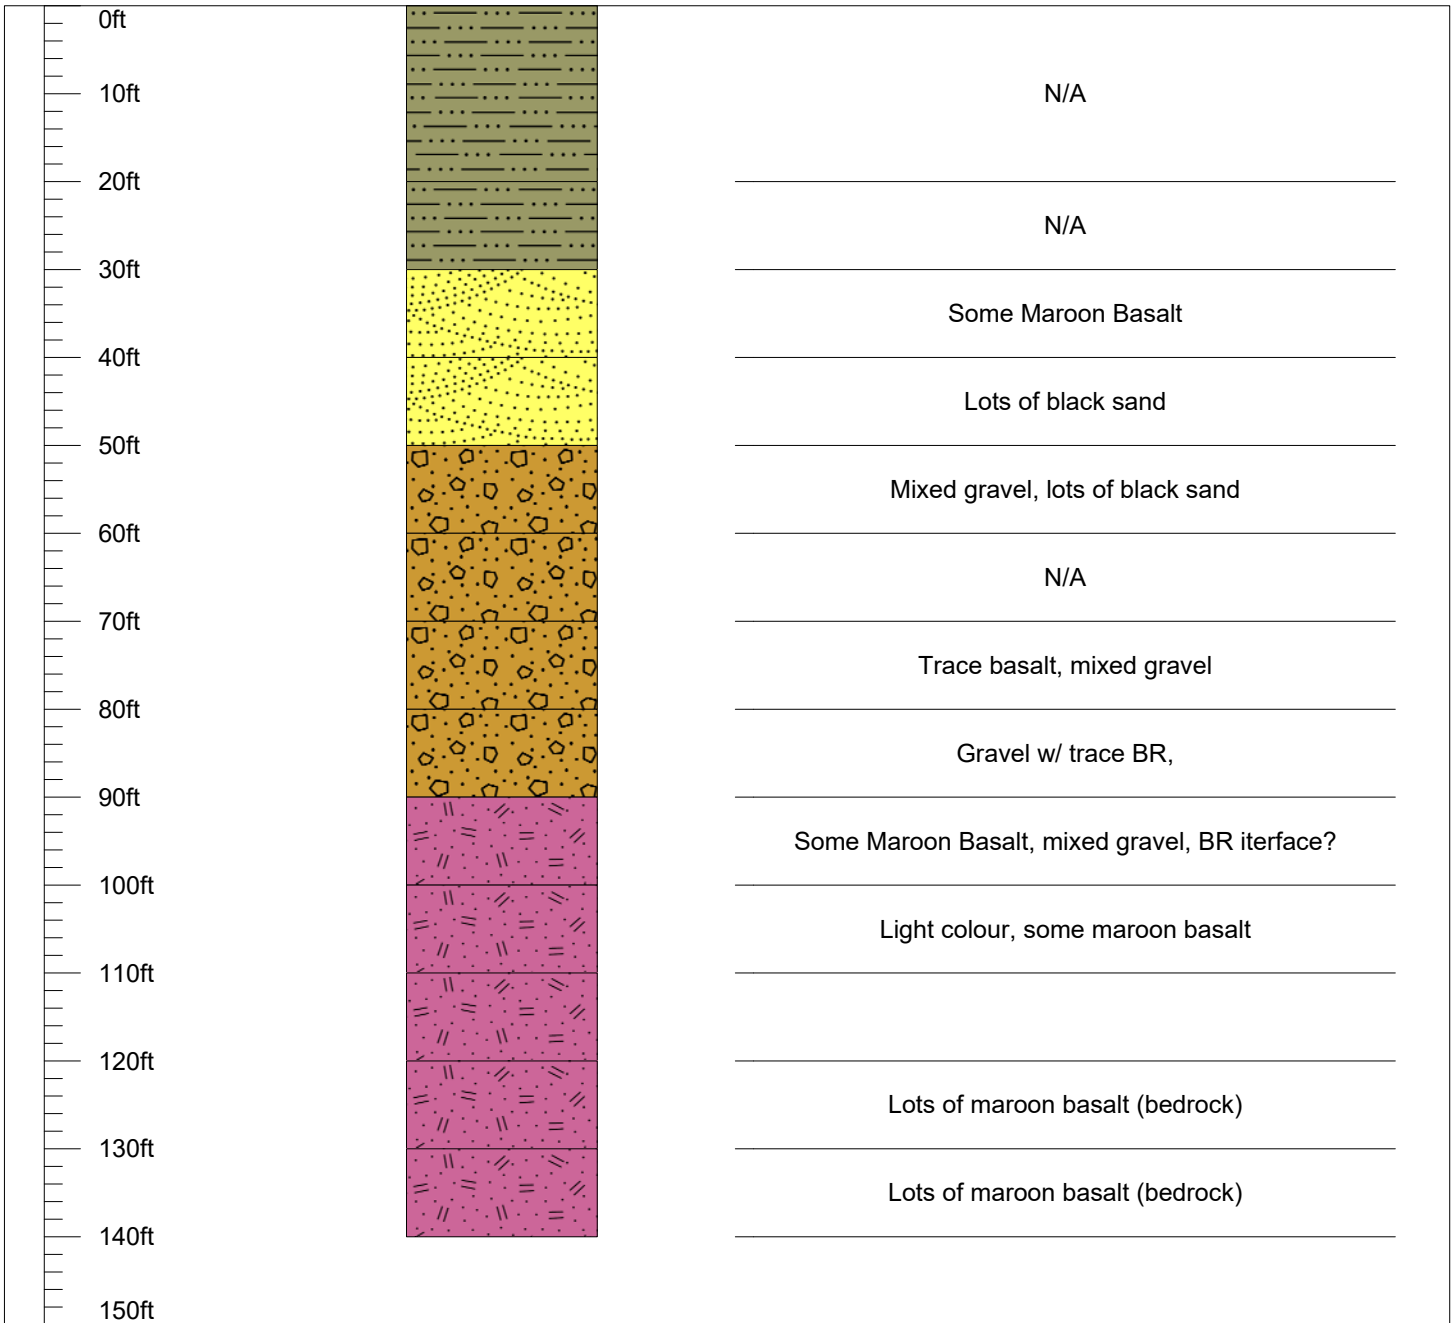 0ft
10ft
N/A
20ft
N/A
30ft
Some Maroon Basalt
40ft
Lots of black sand
50ft
Mixed gravel, lots of black sand
60ft
N/A
70ft
Trace basalt, mixed gravel
80ft
Gravel w/ trace BR,
90ft
Some Maroon Basalt, mixed gravel, BR iterface?
100ft
Light colour, some maroon basalt
110ft
120ft
Lots of maroon basalt (bedrock)
130ft
Lots of maroon basalt (bedrock)
140ft
150ft